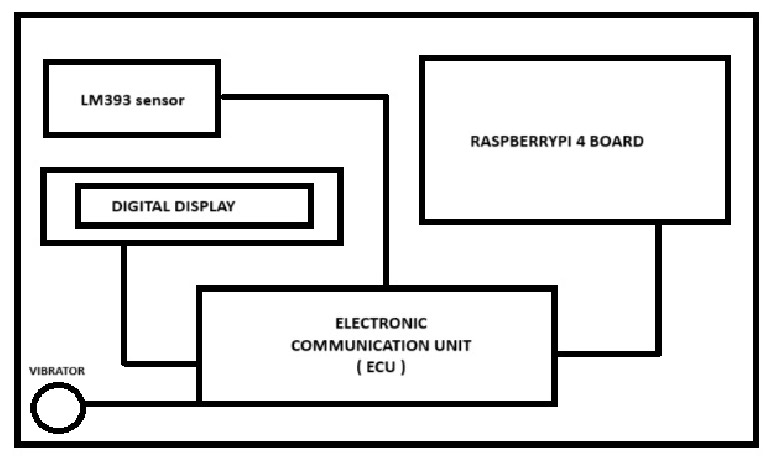 LM393 sensor
RASPBERRYPI 4 BOARD
DIGITAL DISPLAY
ELECTRONIC
COMMUNICATION UNIT
( ECU )
VIBRATOR